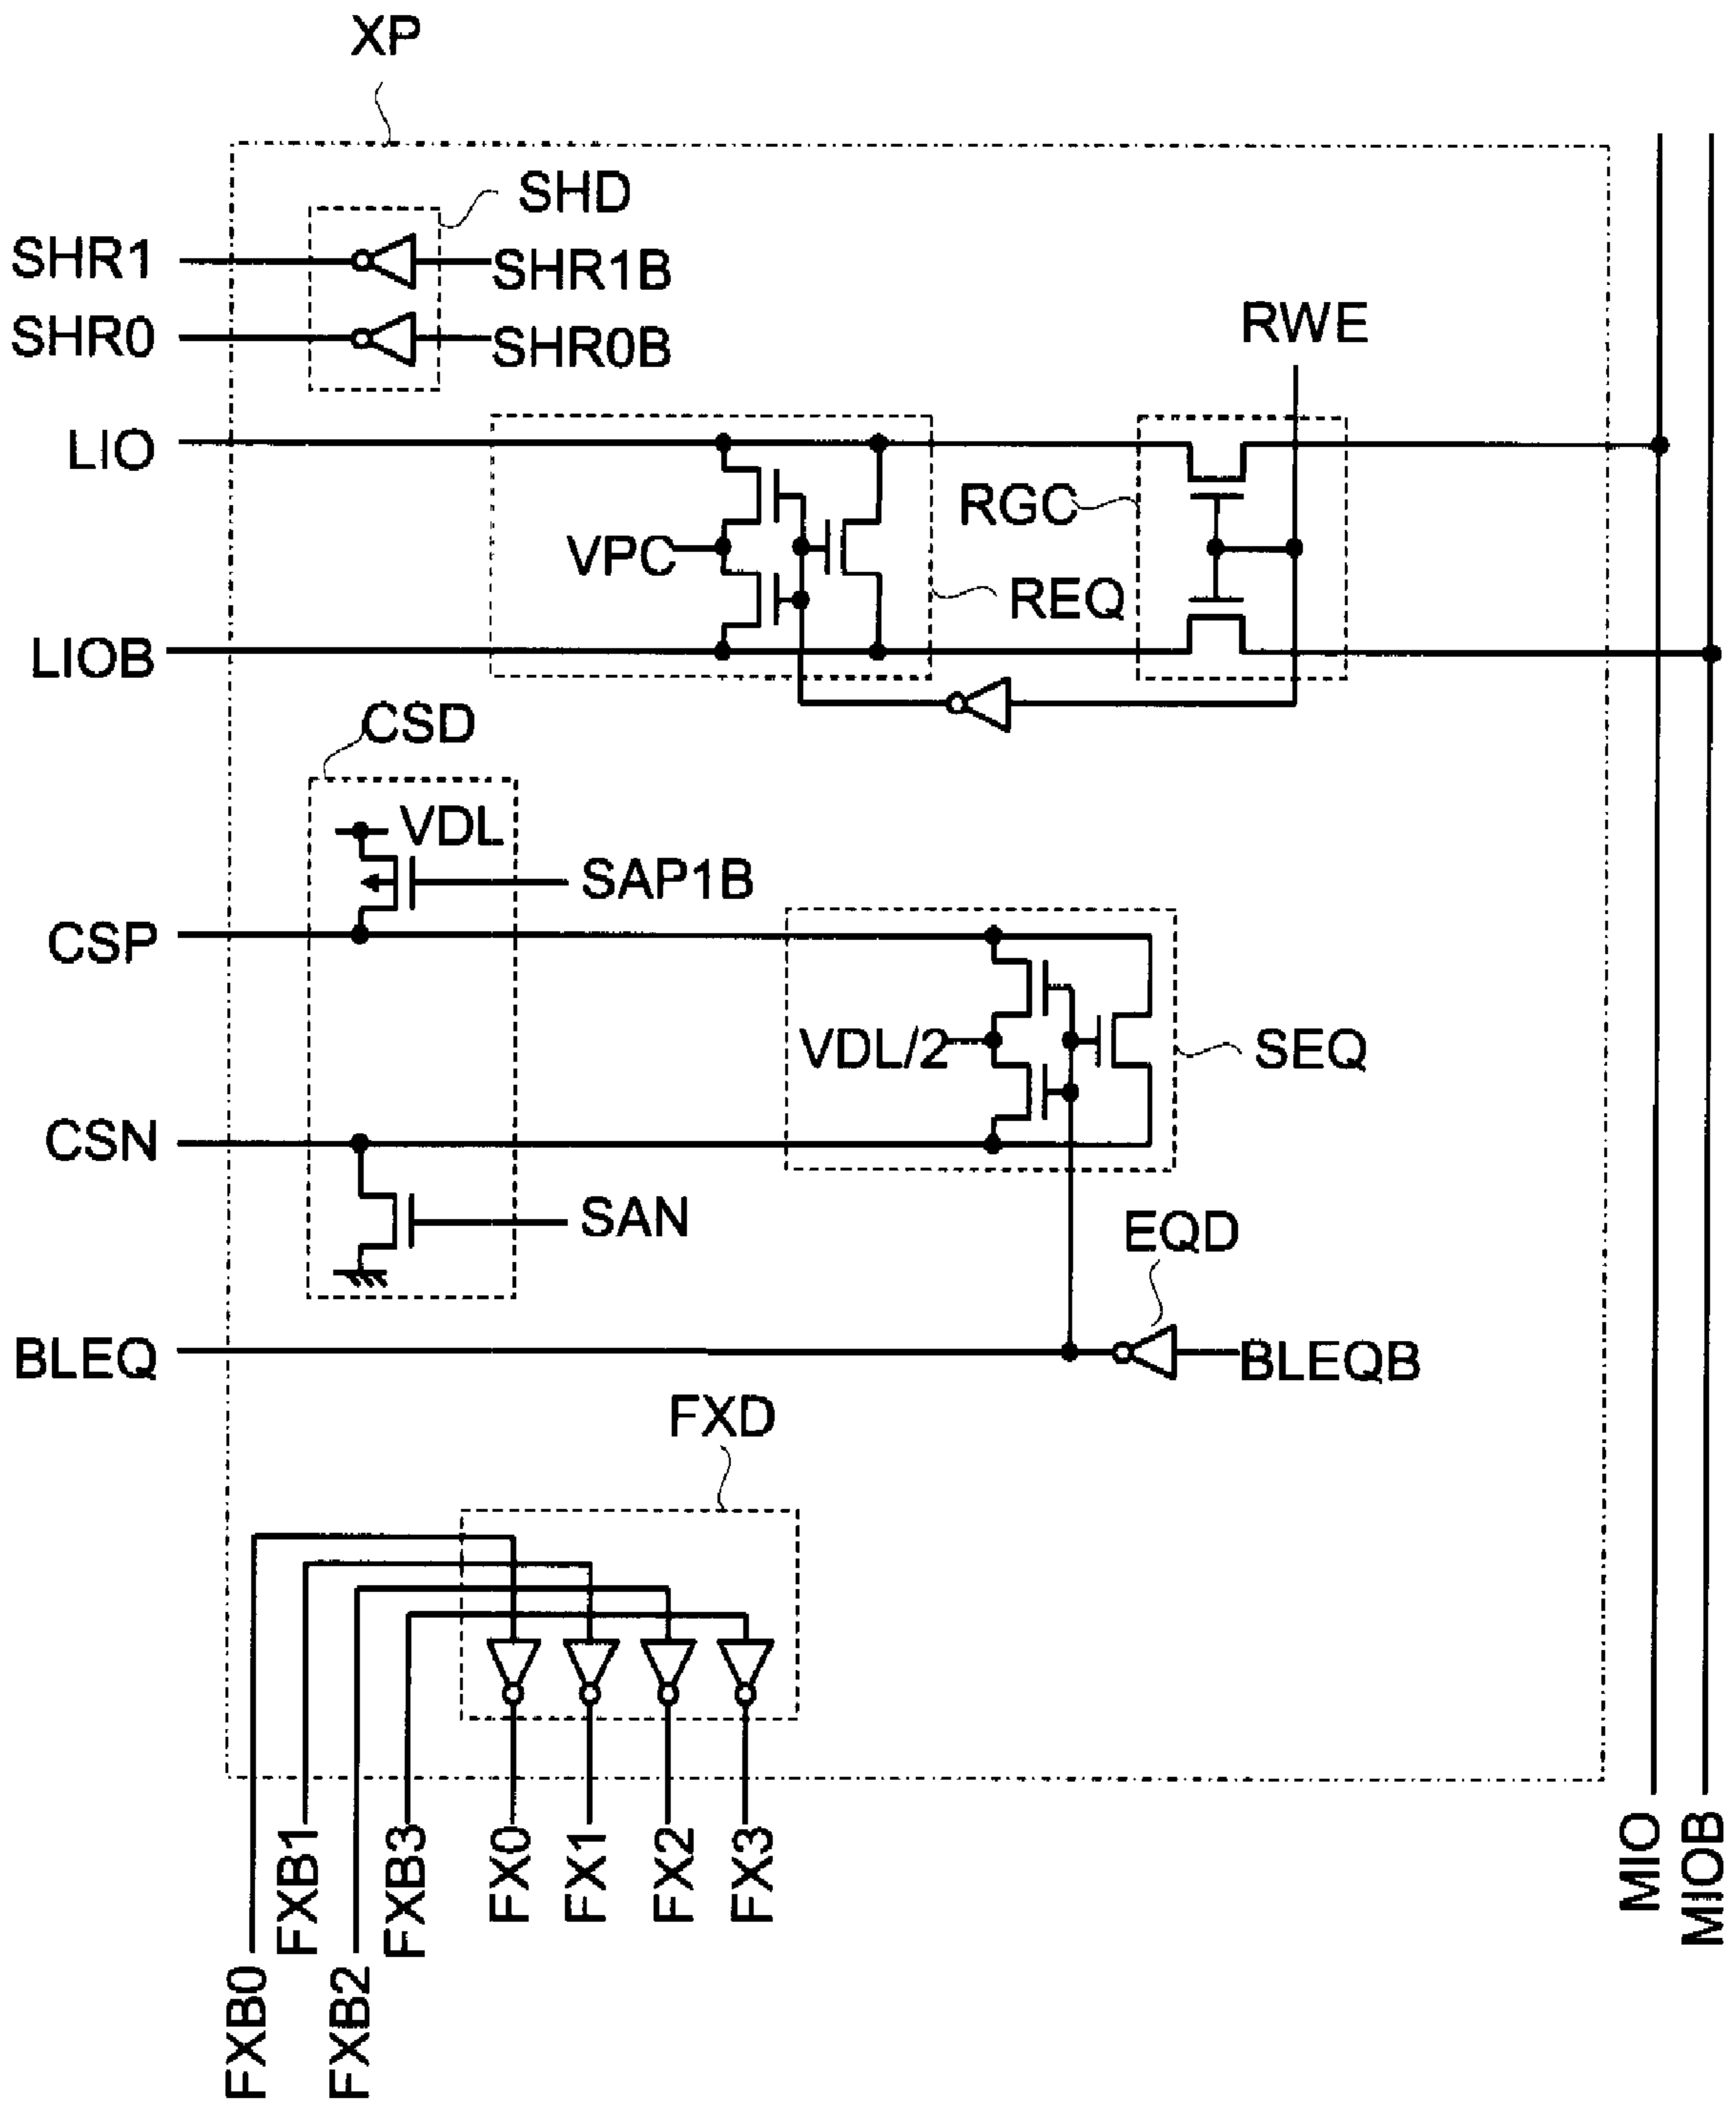 XP
SHD
SHR1
SHR1B
SHR0
SHR0B
RWE
LIO
RGC
VPC
REQ
LIOB
CSD
VDL
SAP1B
CSP
VDL/2
SEQ
CSN
SAN
EQD
BLEQ
BLEQB
FXD
FXB0
FXB1
FXB2
FXB3
FX0
FX1
FX2
FX3
MIO
MIOB